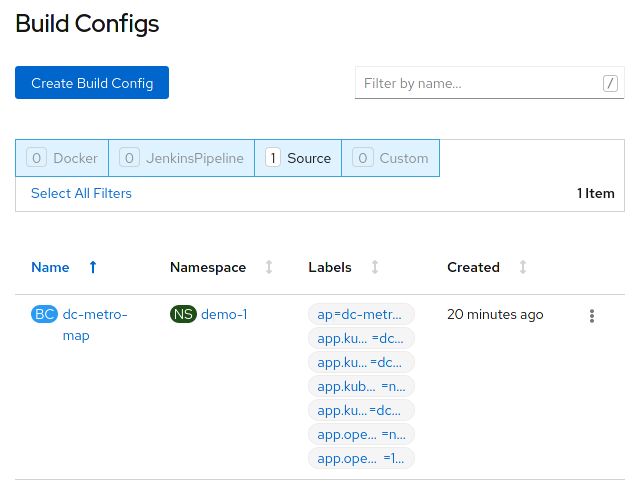 Build Configs
Create Build Config
Filter by name...
/
0 Docker 0 JenkinsPipeline 1 Source 0 Custom
Select All Filters 1 Item
Name Namespace Labels Created
BC dc-metro-map NS demo-1 20 minutes ago
ap=dc-metr...
app.ku... =dc...
app.ku... =dc...
app.kub... =n...
app.ku... =dc...
app.ope... =n...
app.ope... =1...